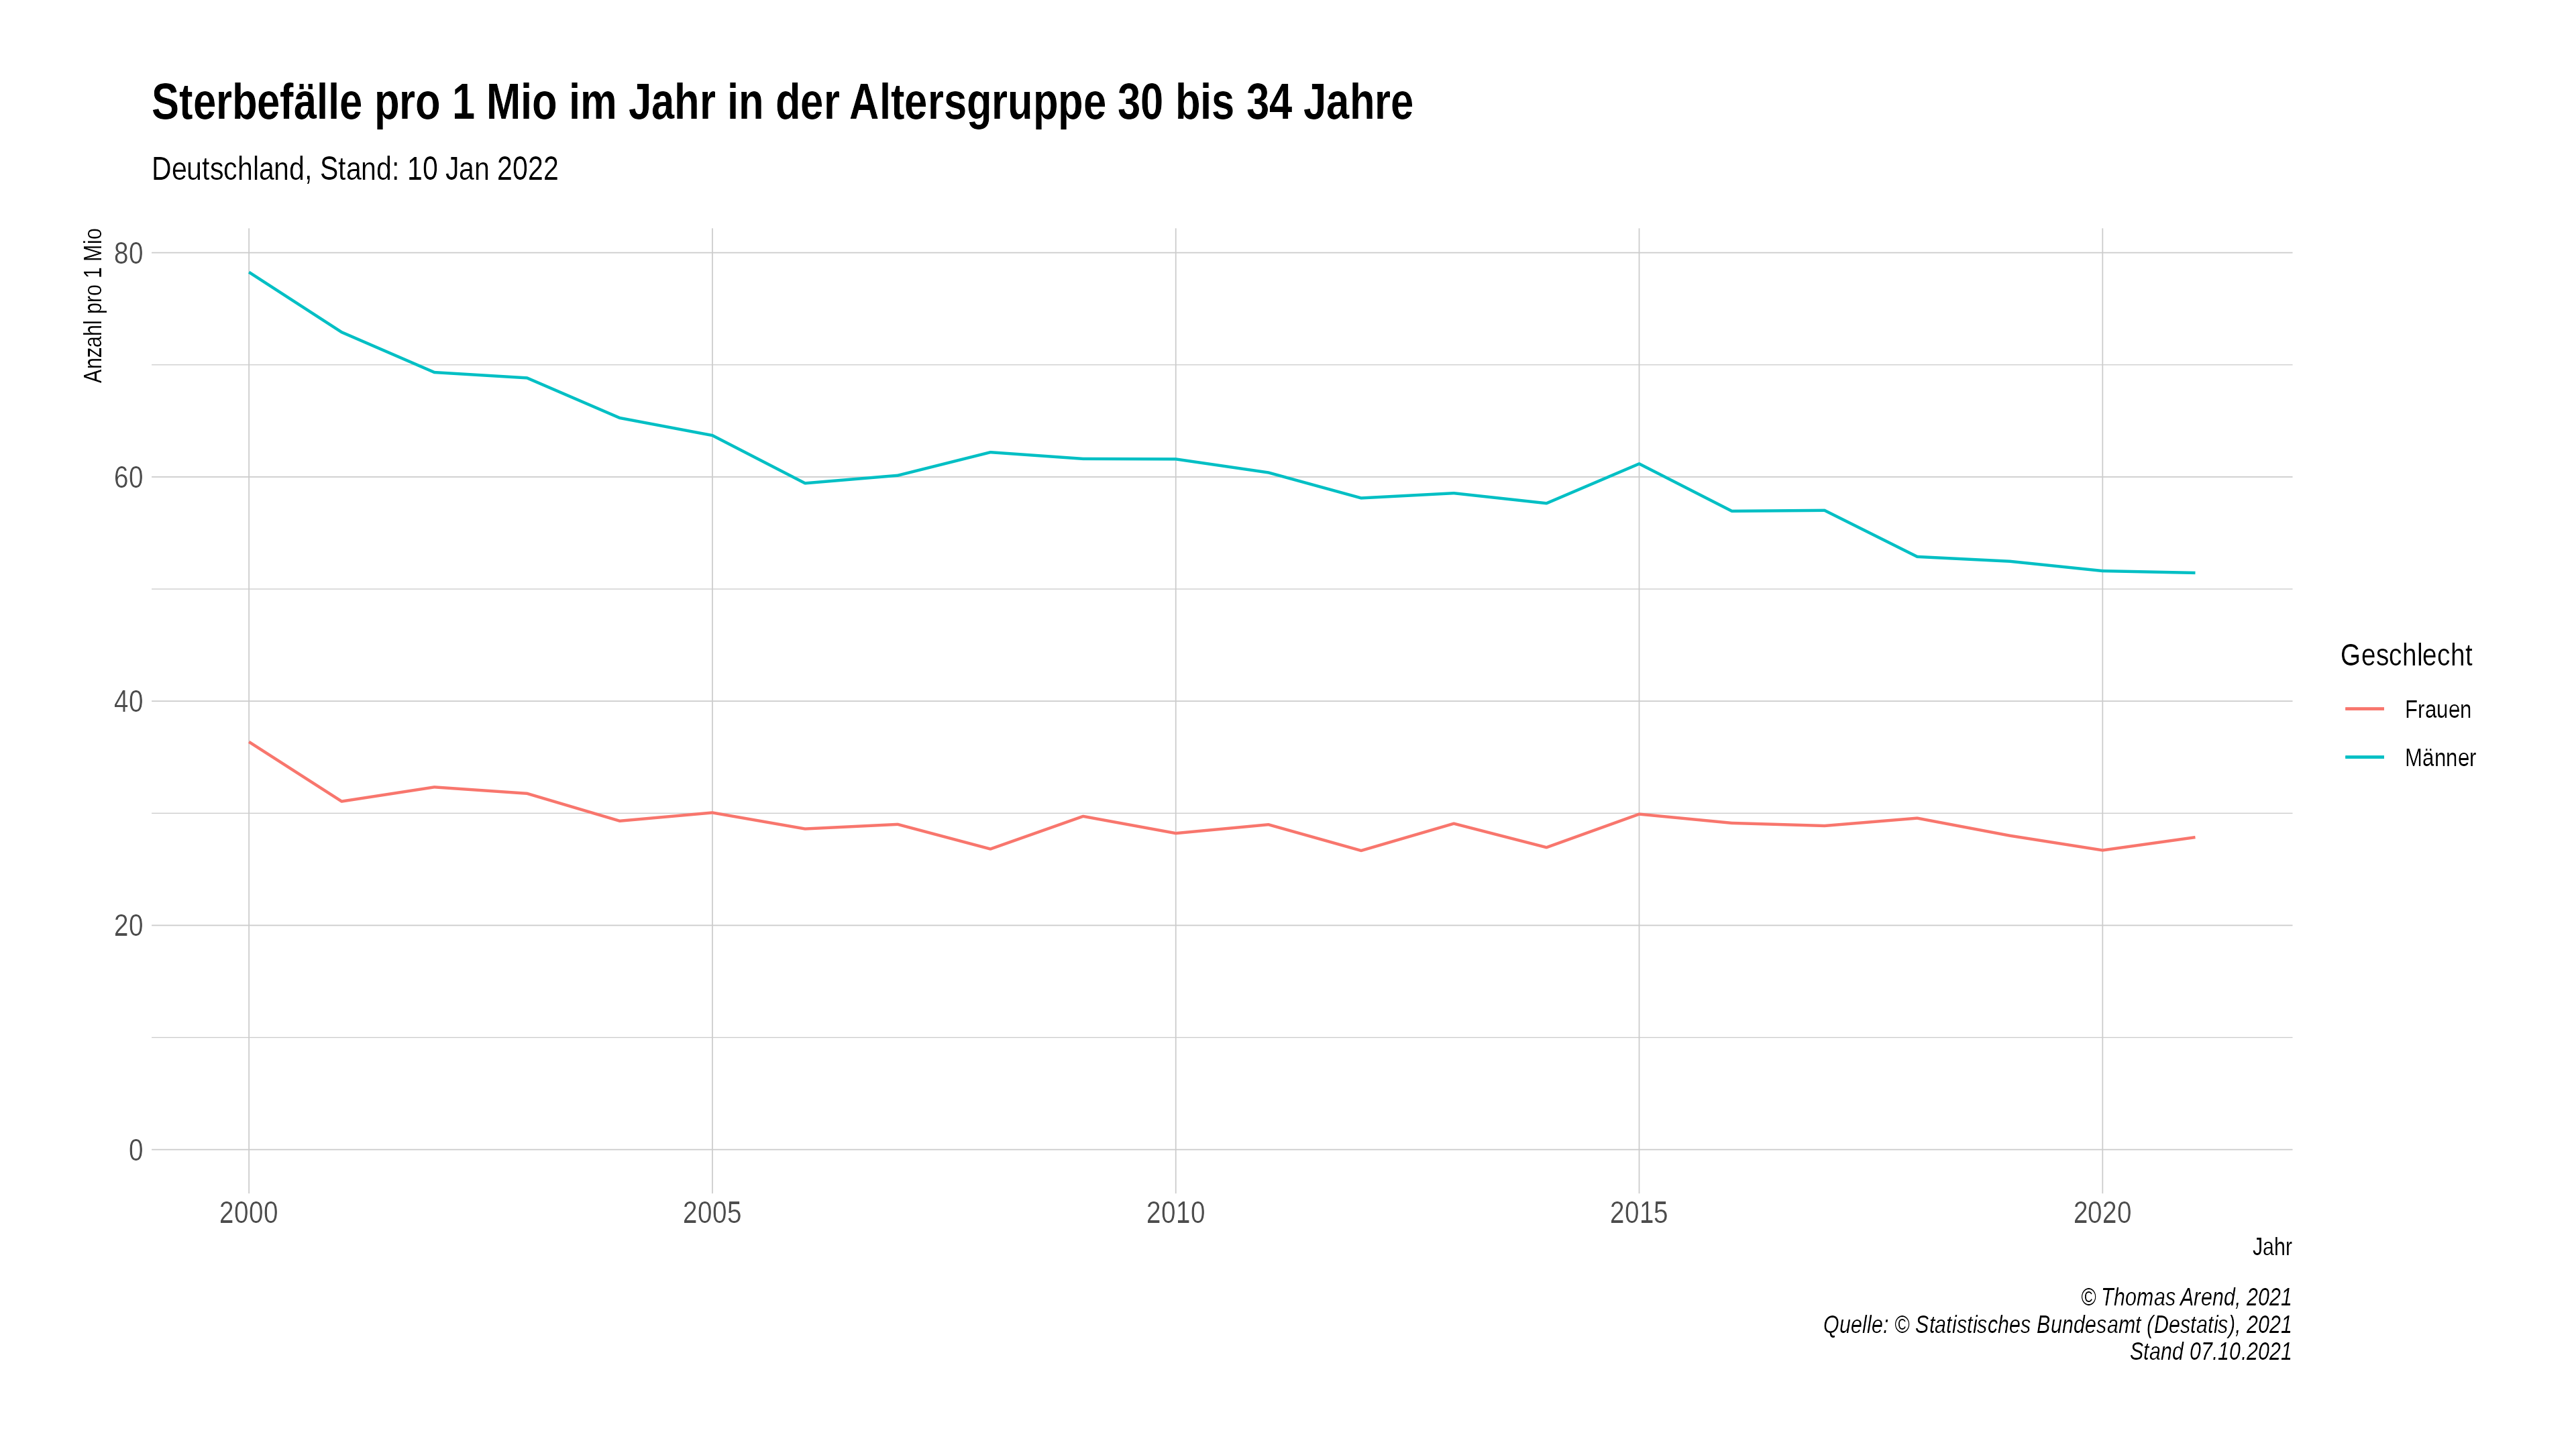 Sterbefälle pro 1 Mio im Jahr in der Altersgruppe 30 bis 34 Jahre
Deutschland, Stand: 10 Jan 2022
Anzahl pro 1 Mio
80
60
40
20
0
2000
2005
2010
2015
2020
Jahr
Geschlecht
Frauen
Männer
© Thomas Arend, 2021
Quelle: © Statistisches Bundesamt (Destatis), 2021
Stand 07.10.2021